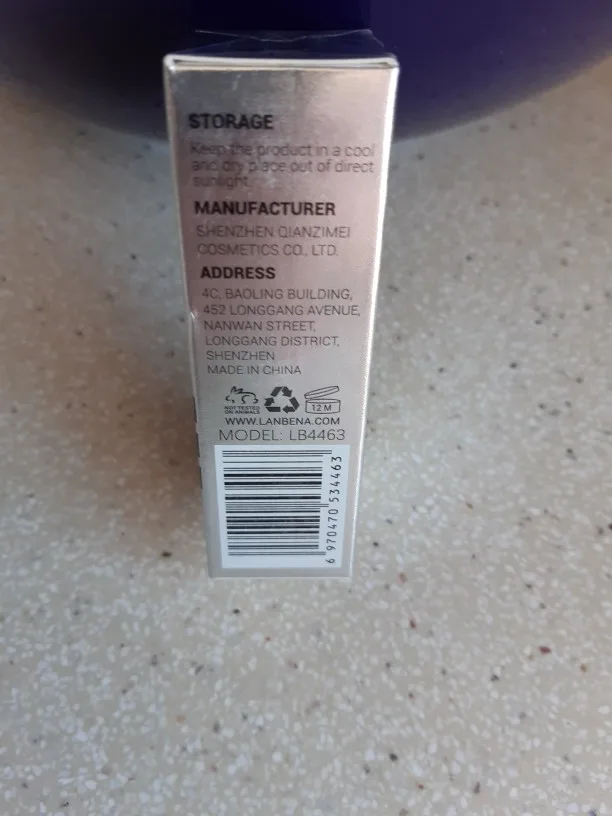 STORAGE
Keep the product in a cool
and dry place out of direct
sunlight.
MANUFACTURER
SHENZHEN QIANZIMEI
COSMETICS CO., LTD.
ADDRESS
4C, BAOLING BUILDING,
452 LONGGANG AVENUE,
NANWAN STREET,
LONGGANG DISTRICT,
SHENZHEN
MADE IN CHINA
NOT TESTED
ON ANIMALS
12 M
WWW.LANBENA.COM
MODEL: LB4463
6 970470 534463